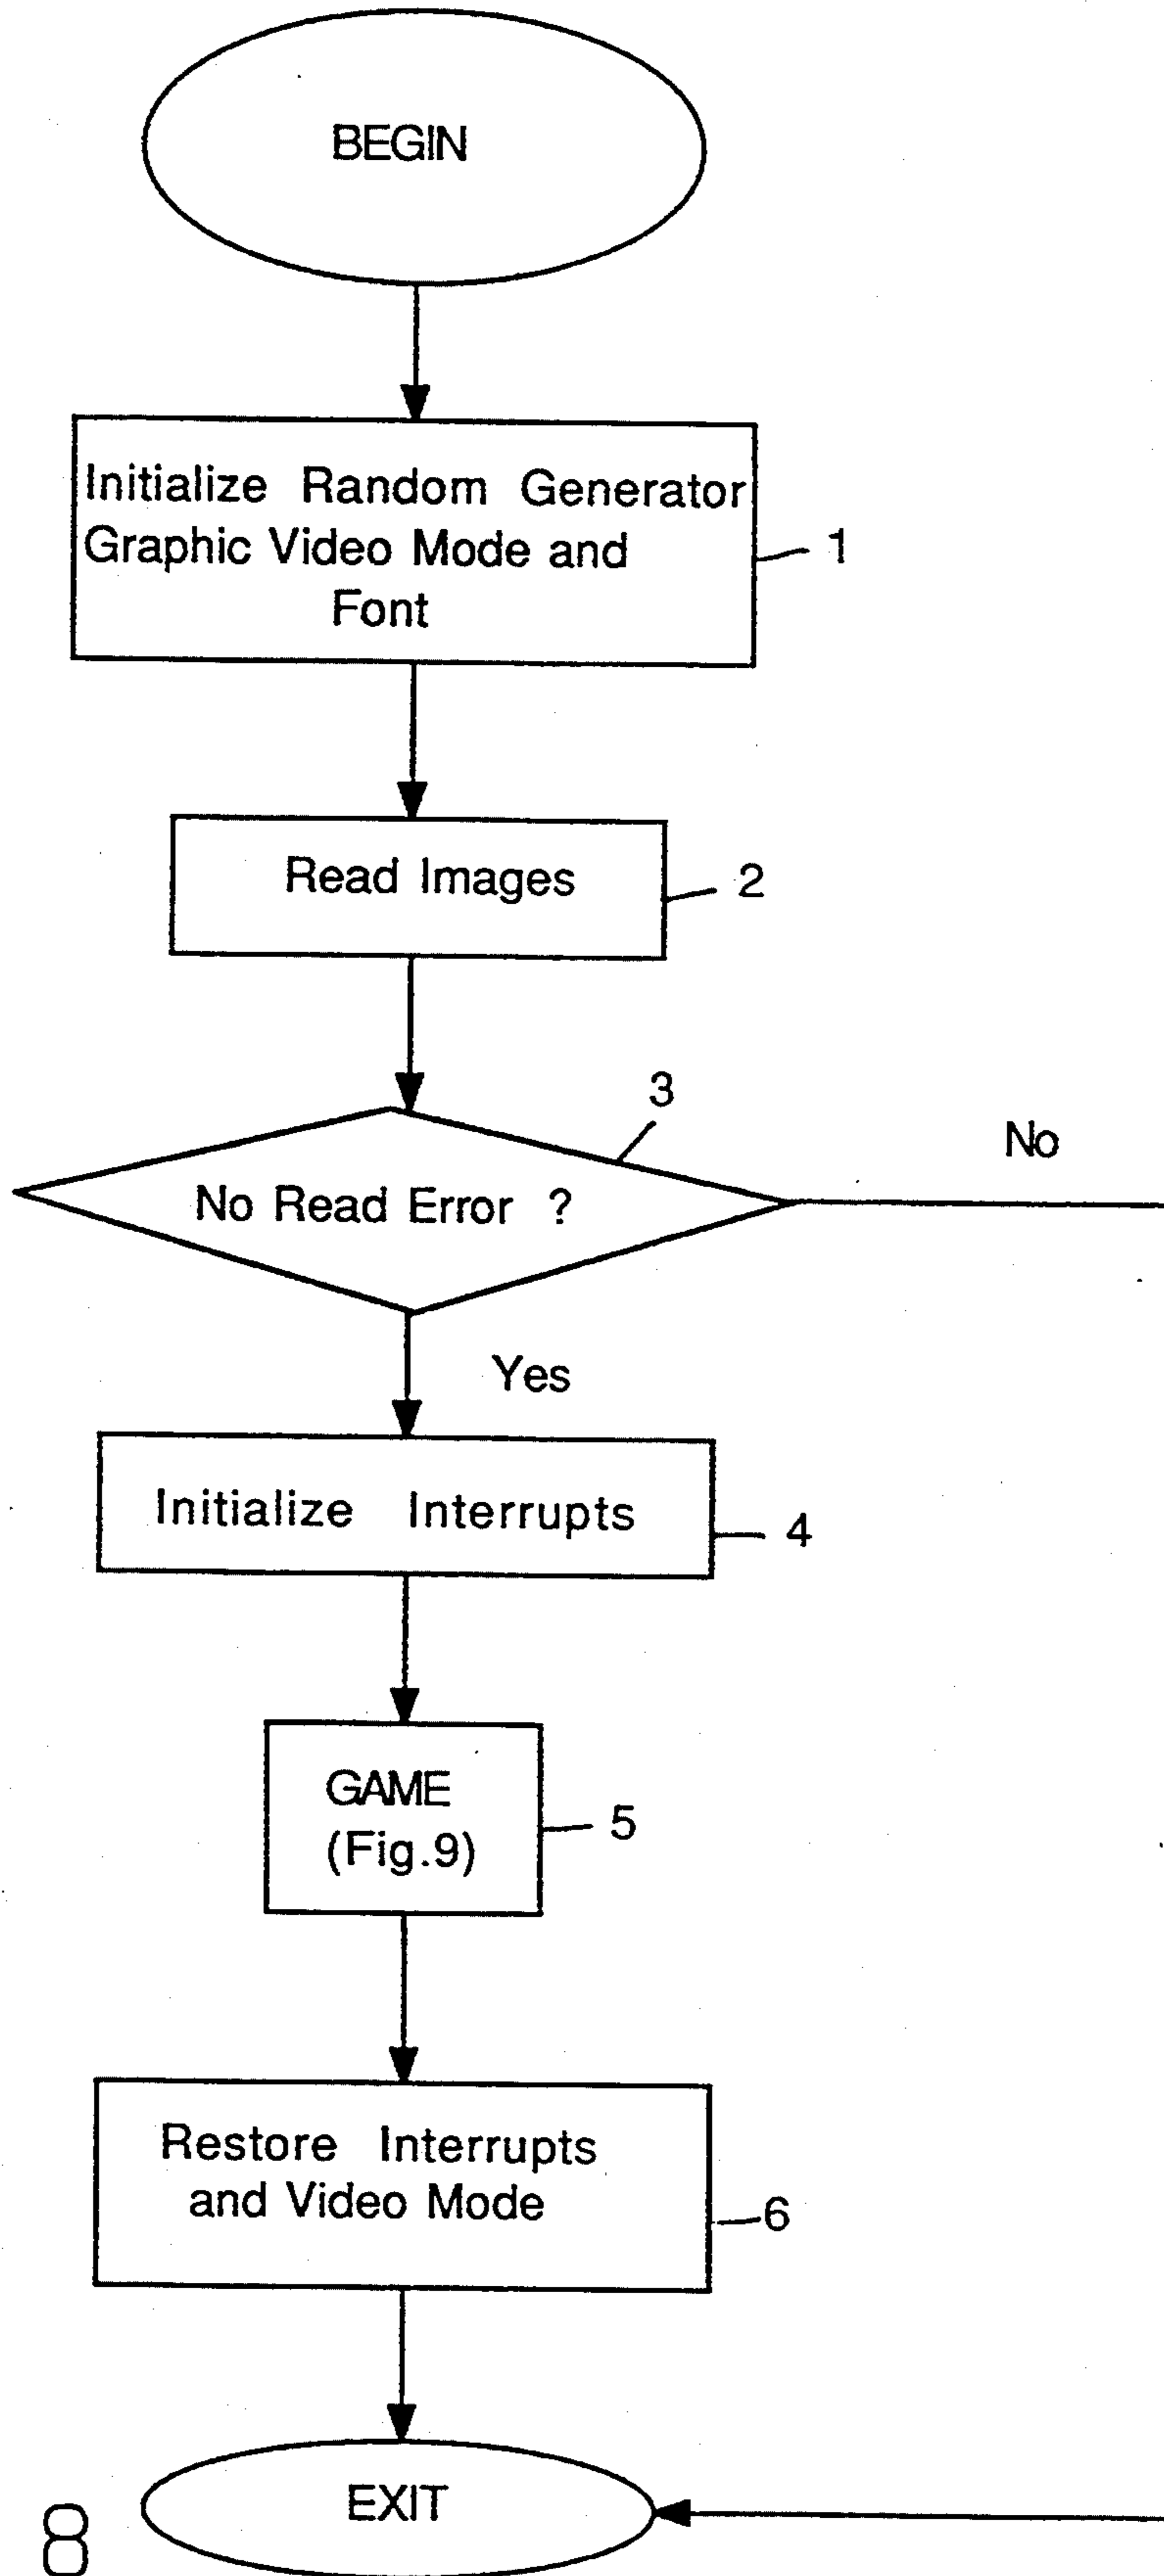 BEGIN
Initialize Random Generator
Graphic Video Mode and
Font
1
Read Images
2
3
No Read Error ?
No
Yes
Initialize Interrupts
4
GAME
(Fig.9)
5
Restore Interrupts
and Video Mode
6
EXIT
8